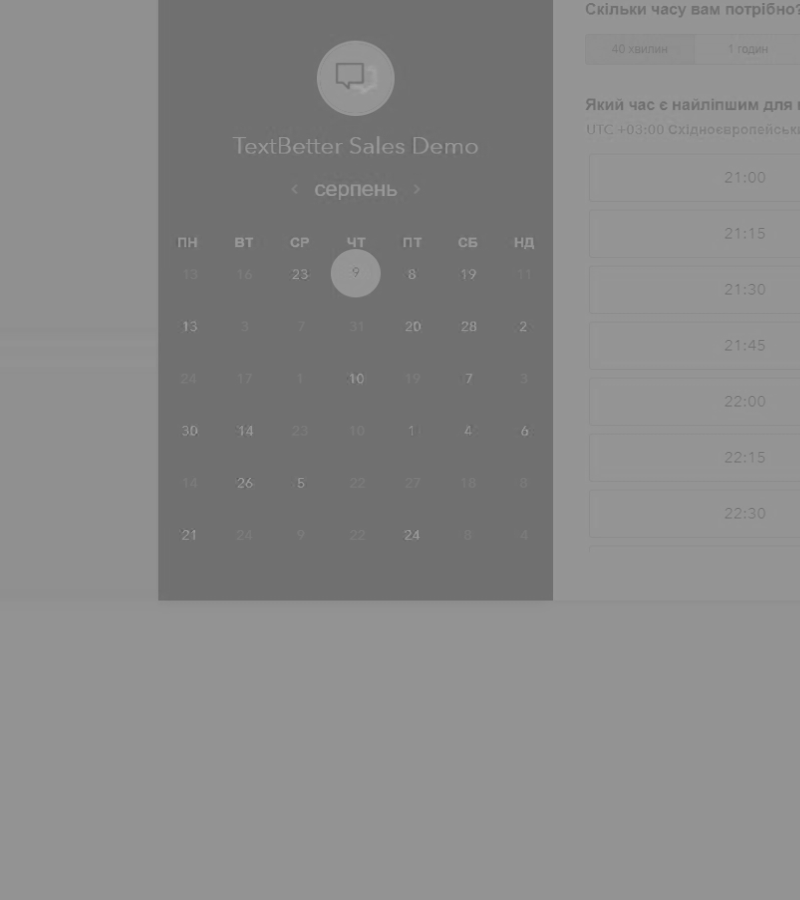 TextBetter Sales Demo
серпень
ПН ВТ СР ЧТ ПТ СБ НД
13 16 23 9 8 19 11
13 3 7 31 20 28 2
24 17 1 10 19 7 3
30 14 23 10 1 4 6
14 26 5 22 27 18 8
21 24 9 22 24 8 4
Скільки часу вам потрібно?
40 хвилин 1 годин
Який час є найліпшим для
UTC +03:00 Східноєвропейськи
21:00
21:15
21:30
21:45
22:00
22:15
22:30